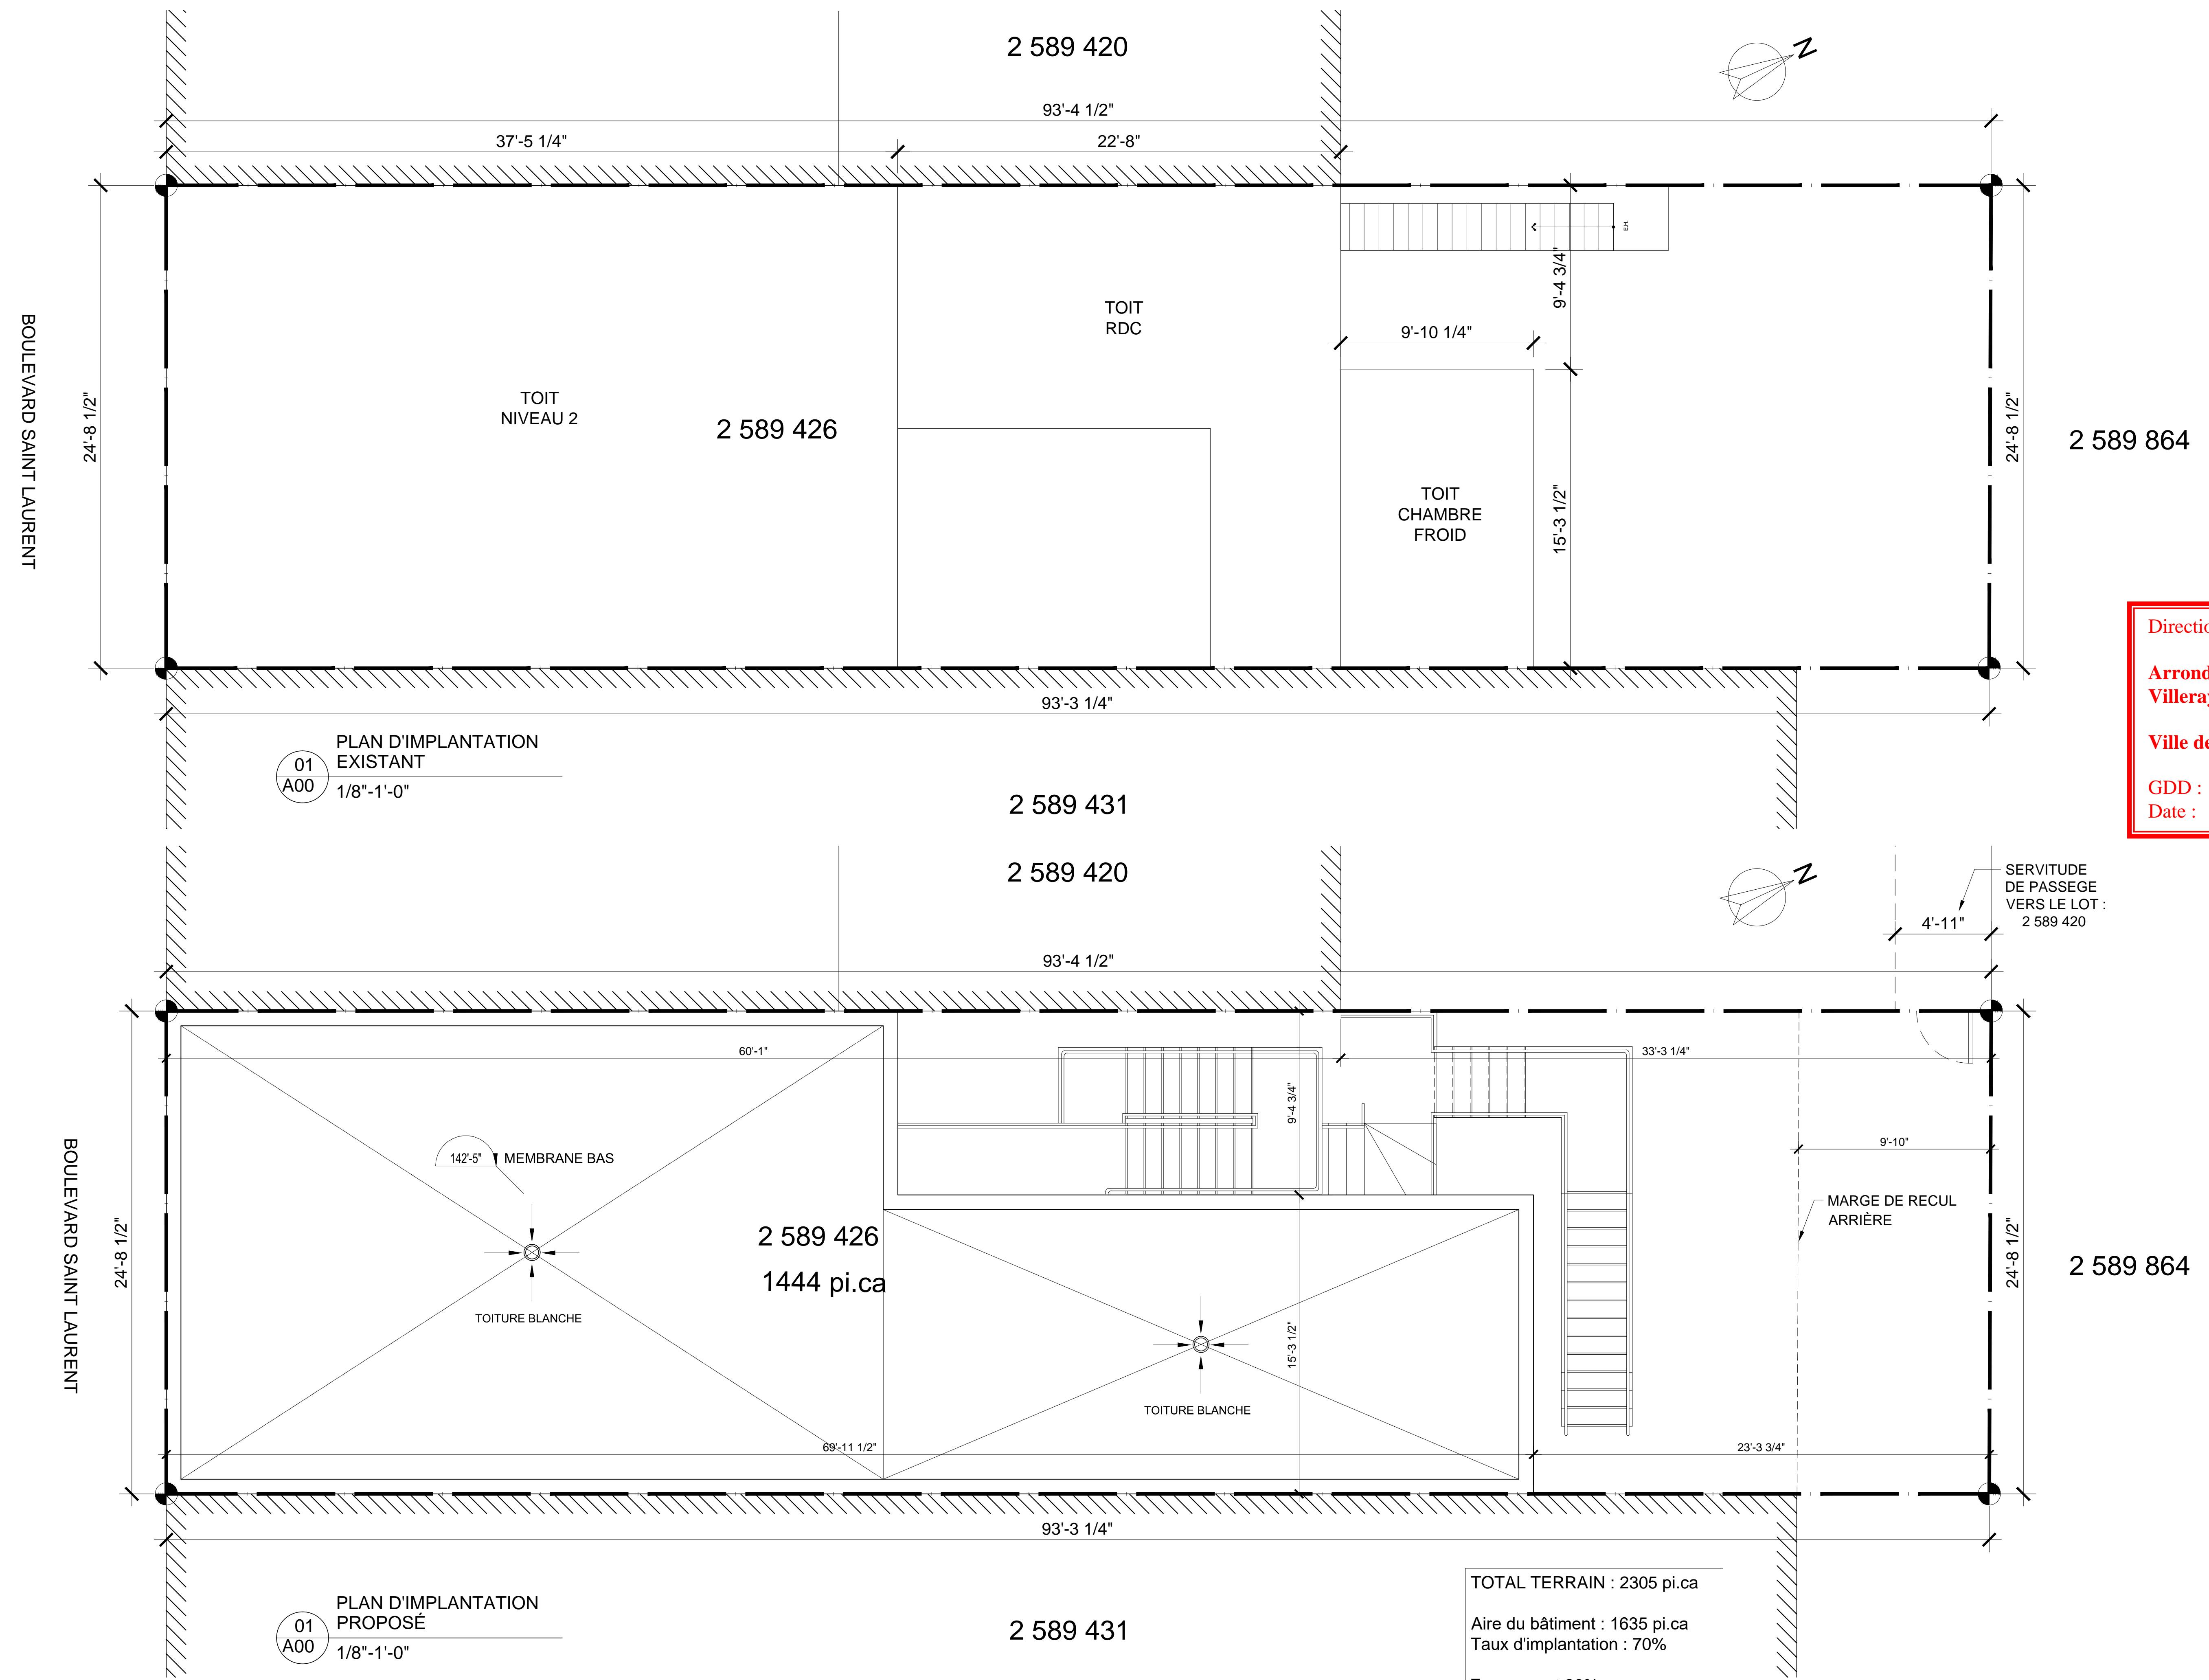 2 589 420
N
93'-4 1/2"
37'-5 1/4"
22'-8"
E.H.
9'-4 3/4"
TOIT
RDC
9'-10 1/4"
BOULEVARD SAINT LAURENT
24'-8 1/2"
TOIT
NIVEAU 2
2 589 426
24'-8 1/2"
2 589 864
TOIT
CHAMBRE
FROID
15'-3 1/2"
93'-3 1/4"
01
A00
PLAN D'IMPLANTATION
EXISTANT
1/8"-1'-0"
2 589 431
Directio
Arrond
Villeray
Ville de
GDD :
Date :
2 589 420
N
SERVITUDE
DE PASSEGE
VERS LE LOT :
2 589 420
4'-11"
93'-4 1/2"
60'-1"
33'-3 1/4"
9'-4 3/4"
9'-10"
142'-5"
MEMBRANE BAS
MARGE DE RECUL
ARRIÈRE
BOULEVARD SAINT LAURENT
24'-8 1/2"
2 589 426
1444 pi.ca
24'-8 1/2"
2 589 864
TOITURE BLANCHE
15'-3 1/2"
TOITURE BLANCHE
69'-11 1/2"
23'-3 3/4"
93'-3 1/4"
01
A00
PLAN D'IMPLANTATION
PROPOSÉ
1/8"-1'-0"
2 589 431
TOTAL TERRAIN : 2305 pi.ca
Aire du bâtiment : 1635 pi.ca
Taux d'implantation : 70%